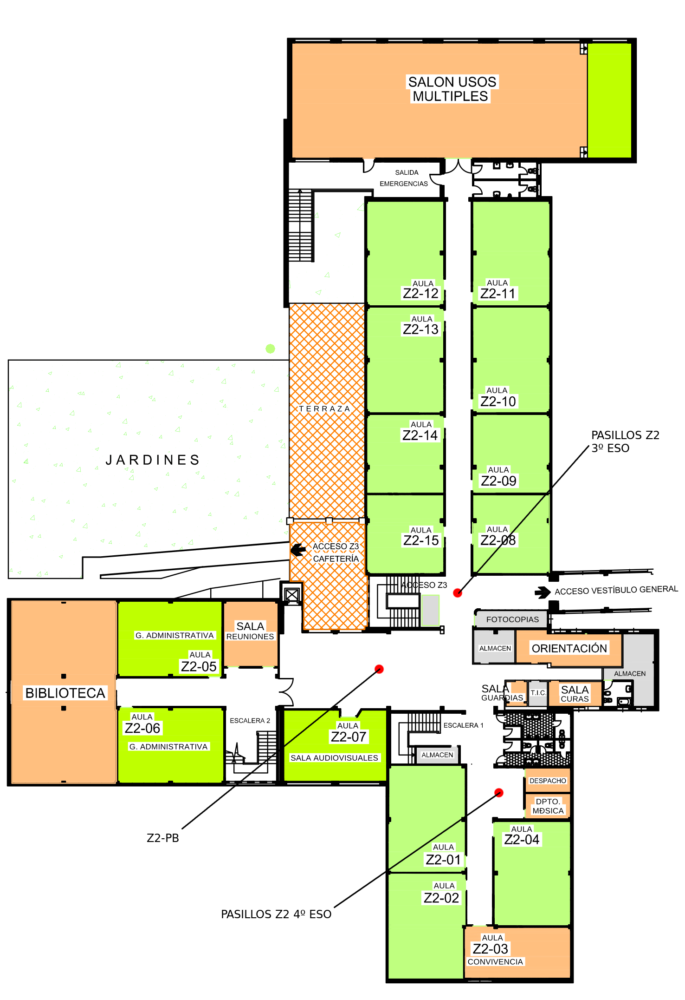 SALON USOS
MULTIPLES
SALIDA
EMERGENCIAS
AULA
Z2-12
AULA
Z2-11
AULA
Z2-13
AULA
Z2-10
TERRAZA
AULA
Z2-14
PASILLOS Z2
3º ESO
JARDINES
AULA
Z2-09
AULA
Z2-15
AULA
Z2-08
ACCESO Z3
CAFETERÍA
ACCESO Z3
ACCESO VESTÍBULO GENERAL
FOTOCOPIAS
SALA
REUNIONES
G. ADMINISTRATIVA
AULA
Z2-05
ALMACEN
ORIENTACIÓN
ALMACEN
BIBLIOTECA
SALA
GUARDIAS
T.I.C.
SALA
CURAS
AULA
Z2-06
G. ADMINISTRATIVA
ESCALERA 2
AULA
Z2-07
SALA AUDIOVISUALES
ESCALERA 1
ALMACEN
DESPACHO
DPTO.
MÐSICA
Z2-PB
AULA
Z2-04
AULA
Z2-01
AULA
Z2-02
PASILLOS Z2 4º ESO
AULA
Z2-03
CONVIVENCIA